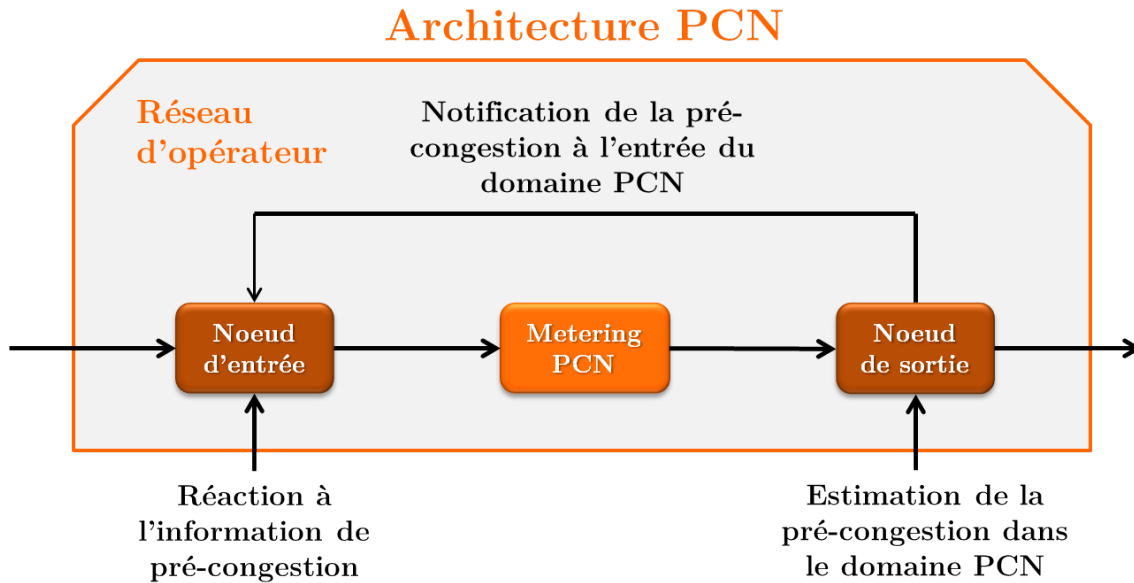 Architecture PCN
Réseau
d'opérateur
Notification de la pré-
congestion à l'entrée du
domaine PCN
Noeud
d'entrée
Metering
PCN
Noeud
de sortie
Réaction à
l'information de
pré-congestion
Estimation de la
pré-congestion dans
le domaine PCN